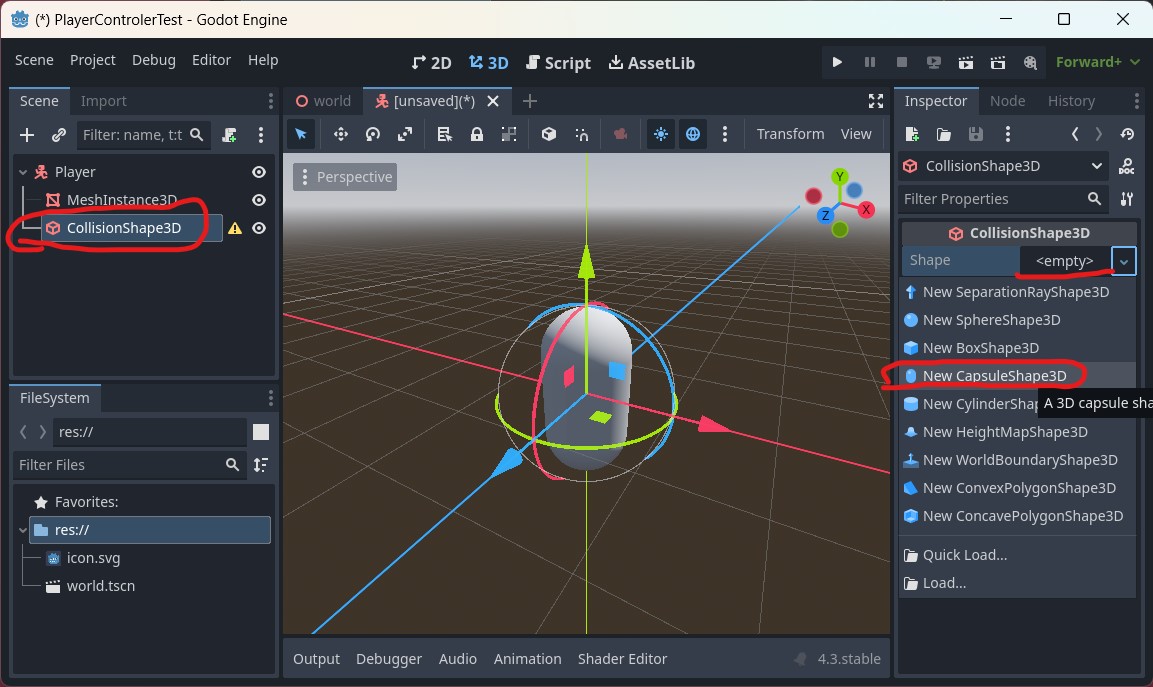 (*) PlayerControlerTest - Godot Engine
Scene Project Debug Editor Help
2D 3D Script AssetLib
Forward+
Scene Import
world [unsaved](*)
Inspector Node History
Filter: name, t:t
Transform View
Player
MeshInstance3D
CollisionShape3D
Perspective
Y
X
Z
CollisionShape3D
DOC
Filter Properties
CollisionShape3D
Shape <empty>
New SeparationRayShape3D
New SphereShape3D
New BoxShape3D
New CapsuleShape3D
New CylinderShap
A 3D capsule sha
New HeightMapShape3D
New WorldBoundaryShape3D
New ConvexPolygonShape3D
New ConcavePolygonShape3D
Quick Load...
Load...
FileSystem
res://
Filter Files
Favorites:
res://
icon.svg
world.tscn
Output Debugger Audio Animation Shader Editor
4.3.stable